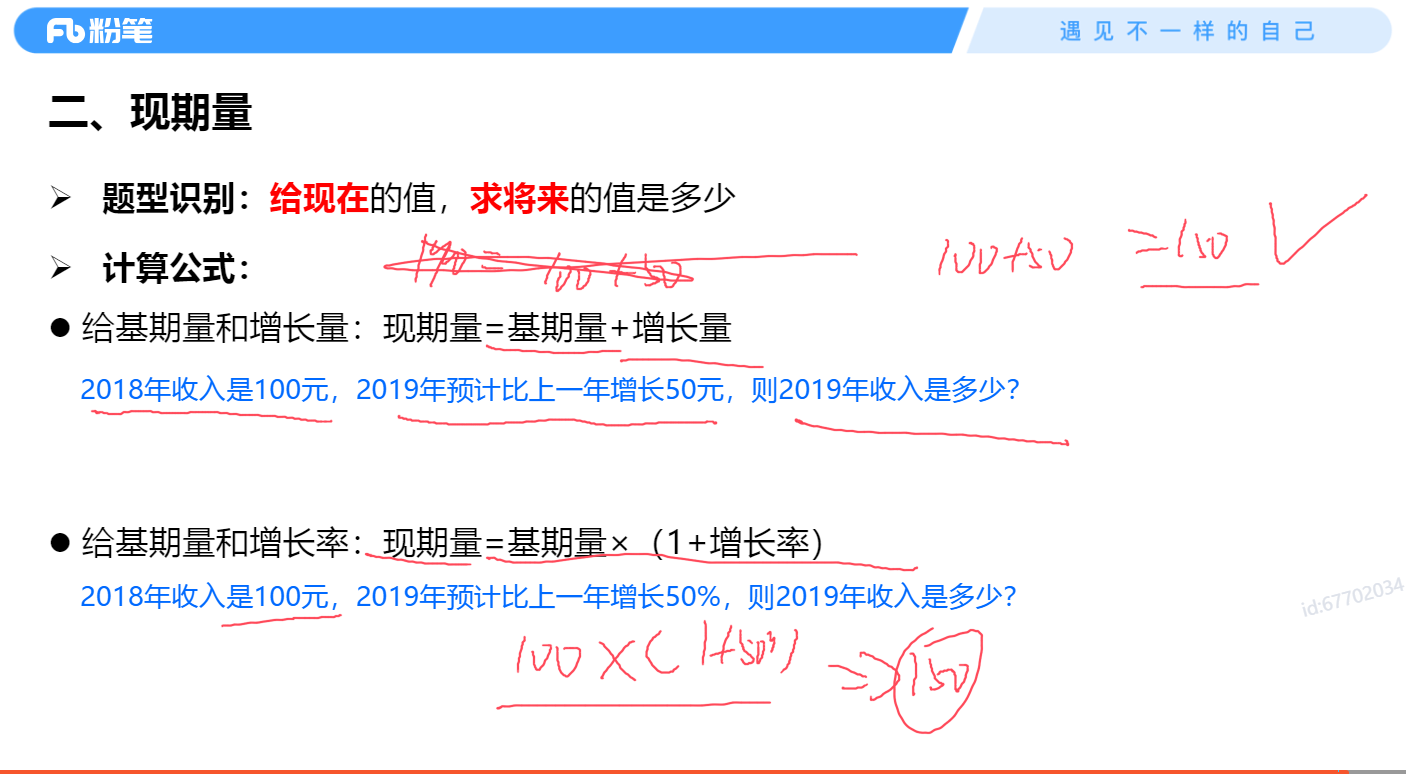 粉笔
遇见不一样的自己
二、现期量
➢ 题型识别：给现在的值，求将来的值是多少
➢ 计算公式：
100+50 =150
● 给基期量和增长量：现期量=基期量+增长量
2018年收入是100元，2019年预计比上一年增长50元，则2019年收入是多少？
● 给基期量和增长率：现期量=基期量×（1+增长率）
2018年收入是100元，2019年预计比上一年增长50%，则2019年收入是多少？
id:67702034
100×(1+50%) => 150